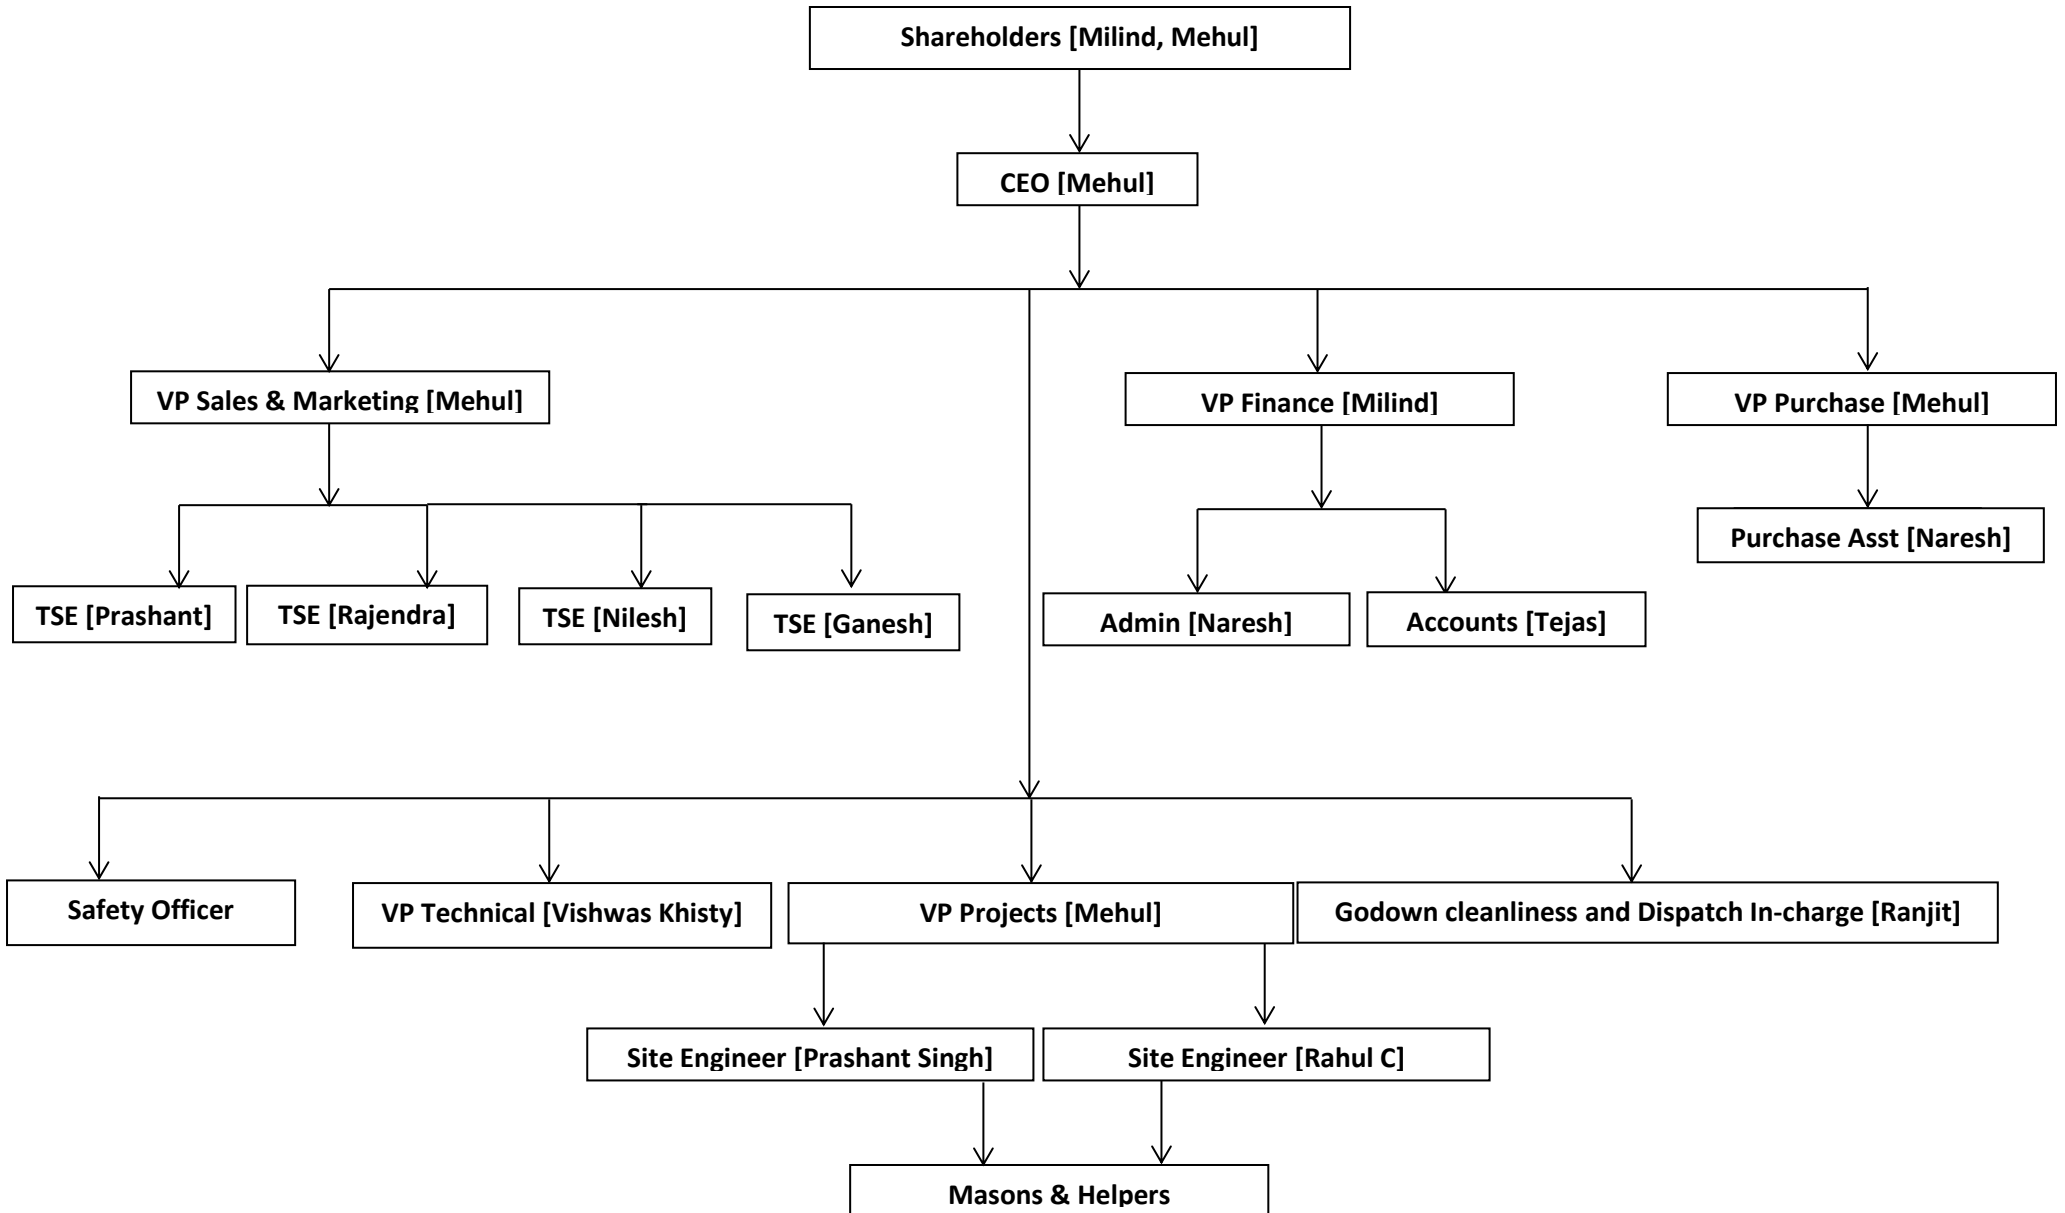 Shareholders [Milind, Mehul]
CEO [Mehul]
VP Sales & Marketing [Mehul]
VP Finance [Milind]
VP Purchase [Mehul]
Purchase Asst [Naresh]
TSE [Prashant]
TSE [Rajendra]
TSE [Nilesh]
TSE [Ganesh]
Admin [Naresh]
Accounts [Tejas]
Safety Officer
VP Technical [Vishwas Khisty]
VP Projects [Mehul]
Godown cleanliness and Dispatch In-charge [Ranjit]
Site Engineer [Prashant Singh]
Site Engineer [Rahul C]
Masons & Helpers